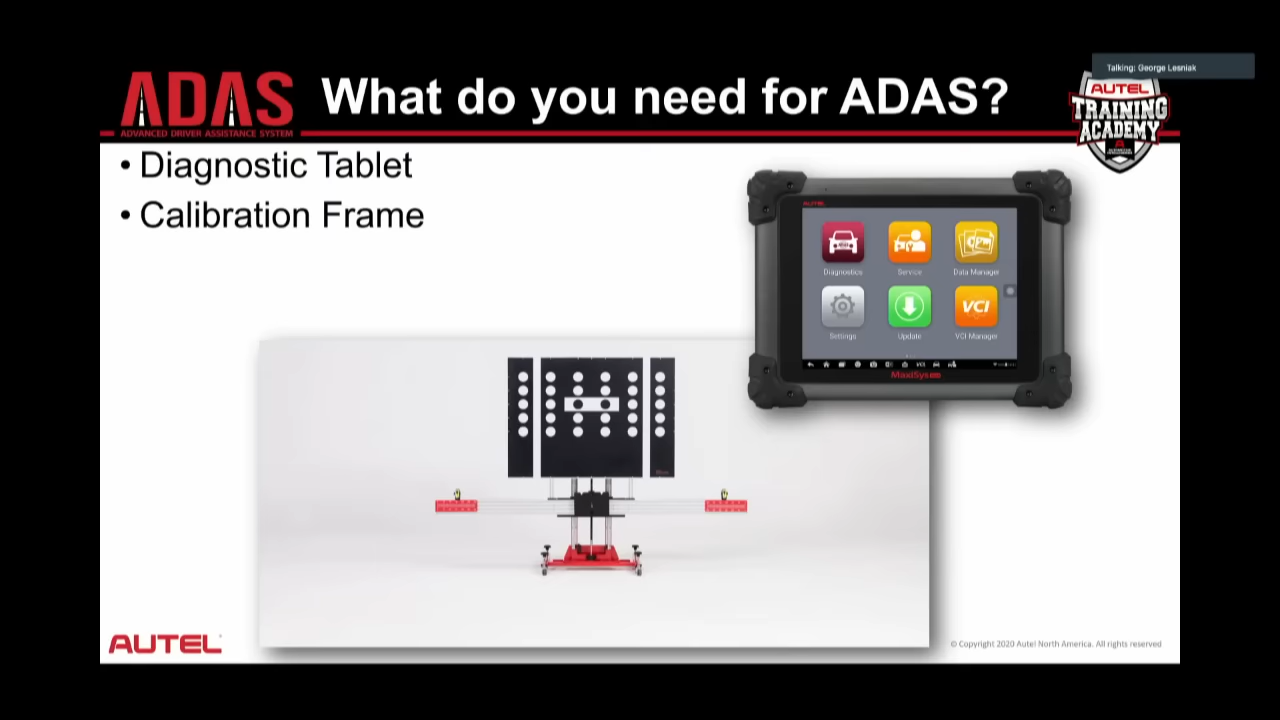 Talking: George Lesniak
ADAS
ADVANCED DRIVER ASSISTANCE SYSTEM
What do you need for ADAS?
AUTEL
TRAINING
ACADEMY
• Diagnostic Tablet
• Calibration Frame
AUTEL
Diagnostics
Service
Data Manager
VCI
Settings
Update
VCI Manager
MaxiSys
AUTEL
© Copyright 2020 Autel North America. All rights reserved